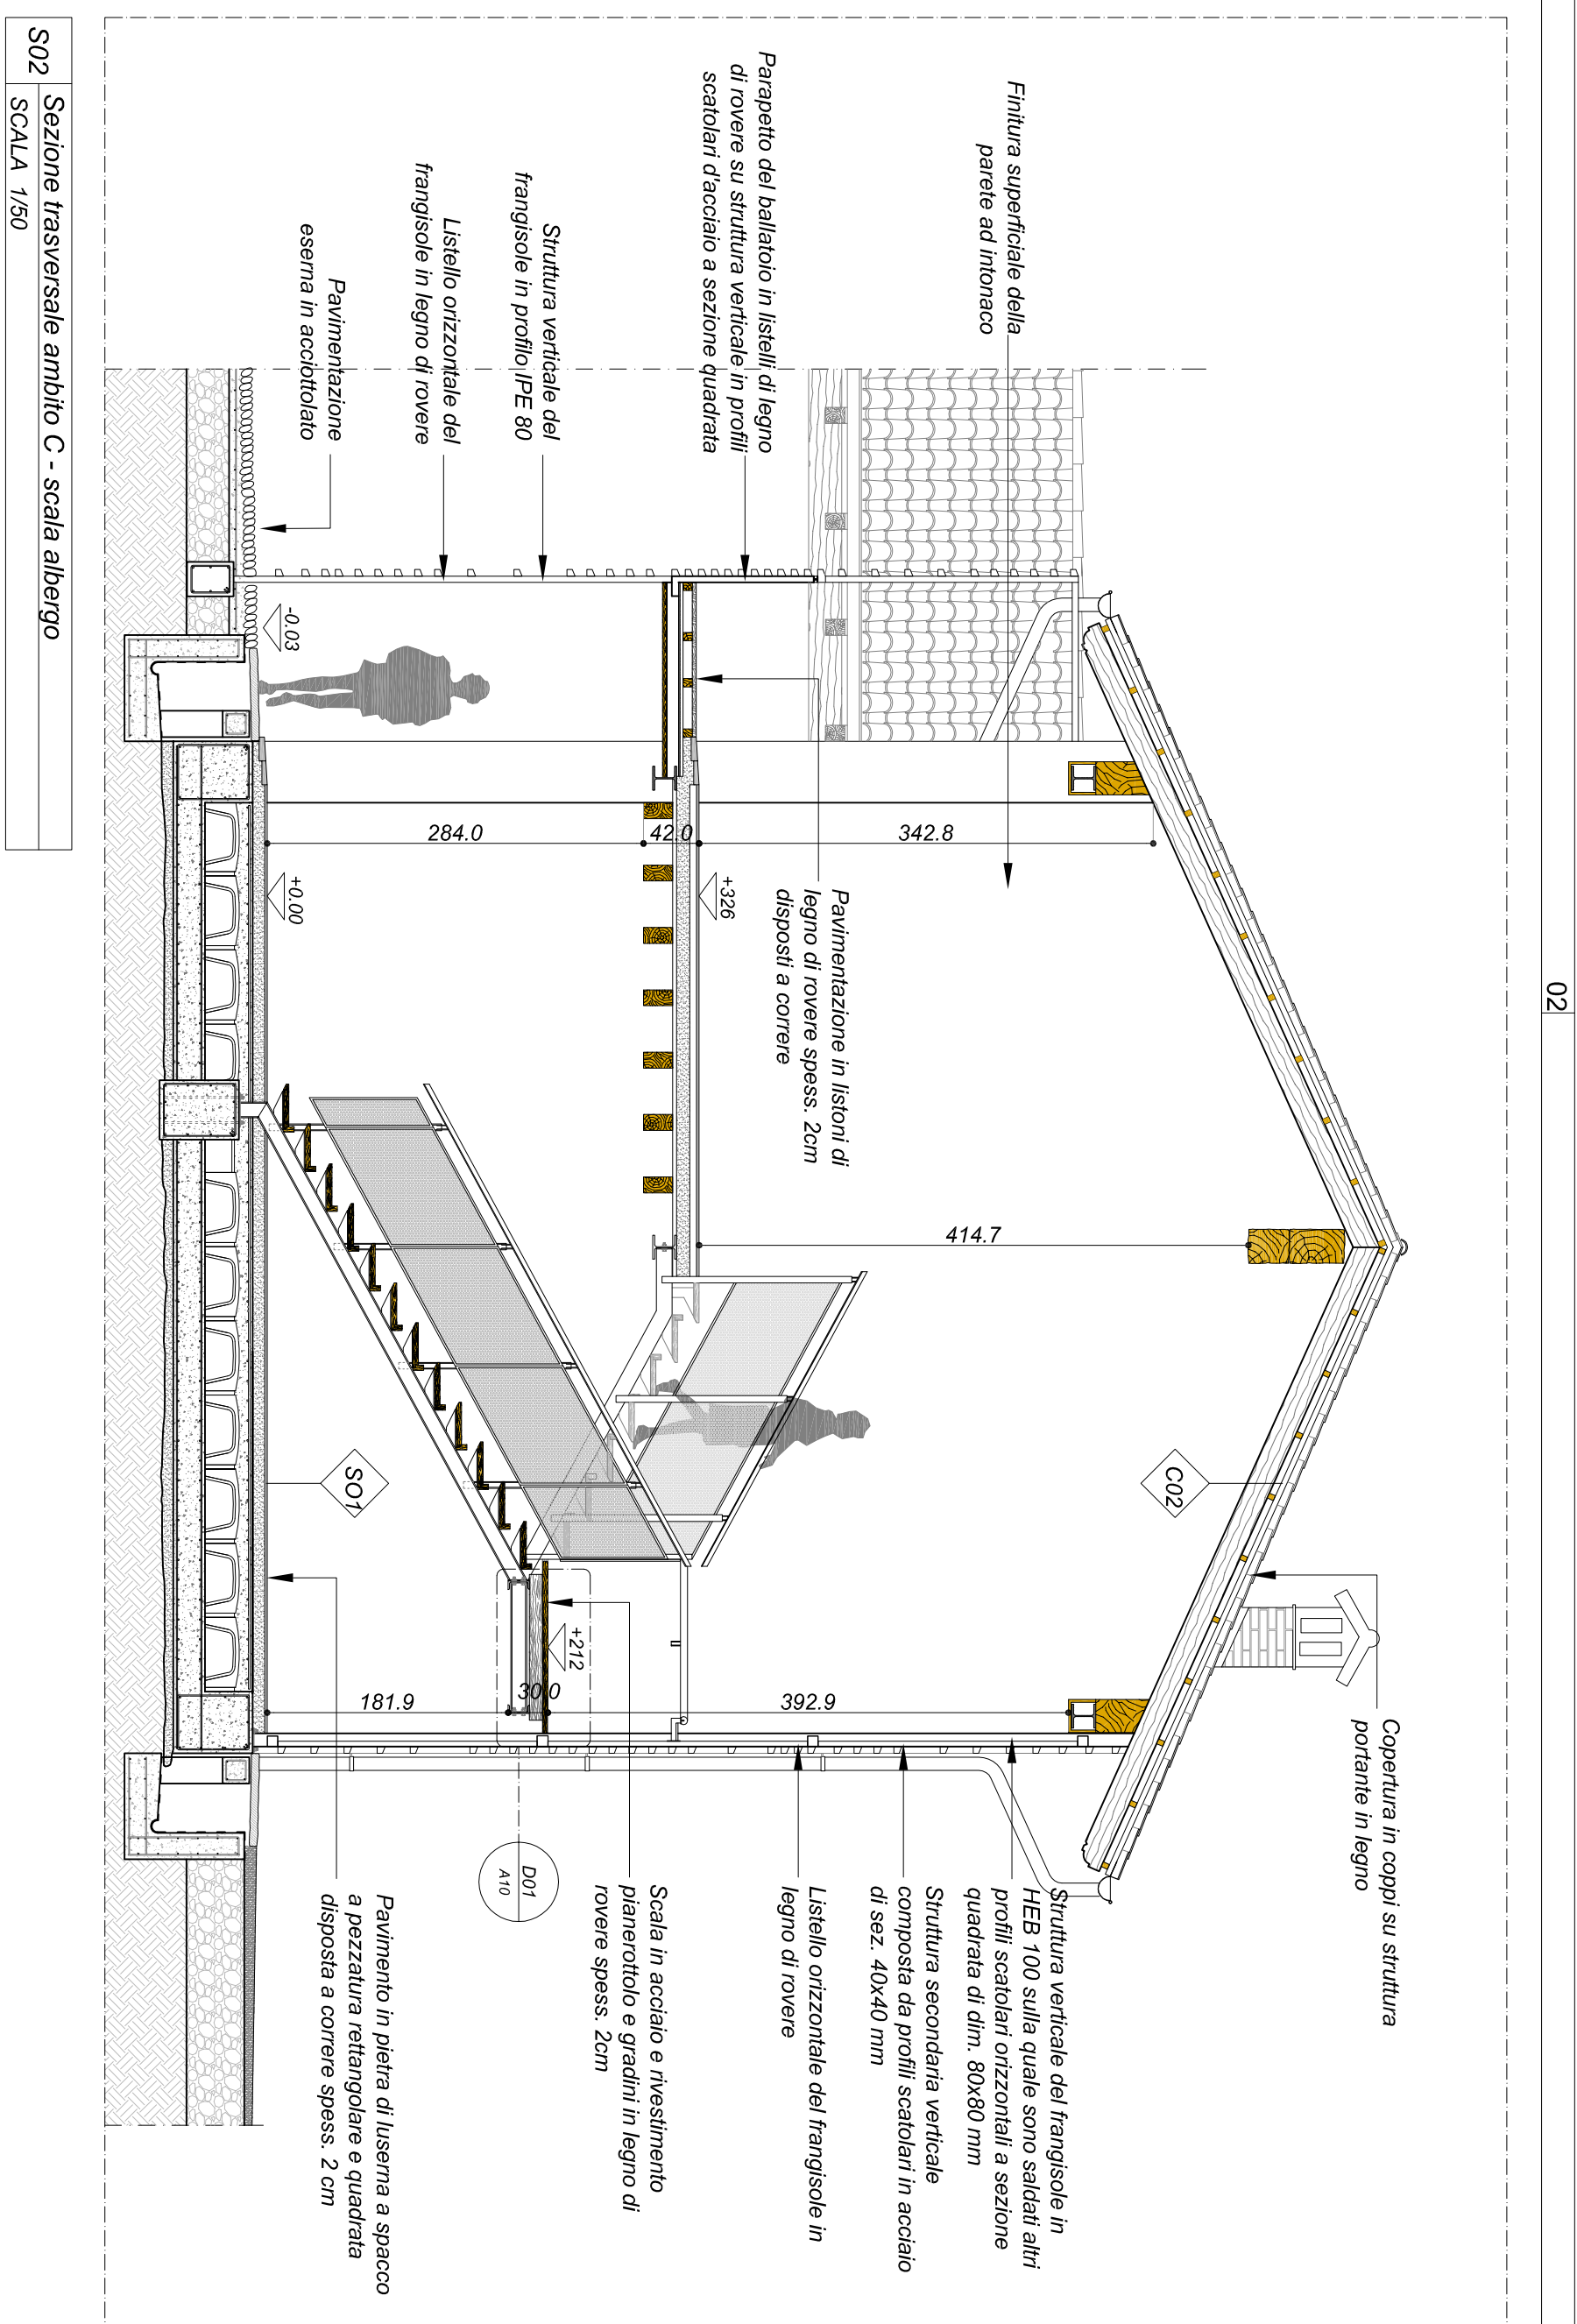 02
Finitura superficiale della
parete ad intonaco
Parapetto del ballatoio in listelli di legno
di rovere su struttura verticale in profili
scatolari d'acciaio a sezione quadrata
Struttura verticale del
frangisole in profilo IPE 80
Listello orizzontale del
frangisole in legno di rovere
Pavimentazione
eserna in acciottolato
-0.03
342.8
42.0
284.0
+326
+0.00
Pavimentazione in listoni di
legno di rovere spess. 2cm
disposti a correre
414.7
C02
SO1
+212
392.9
30.0
181.9
D01
A10
Copertura in coppi su struttura
portante in legno
Struttura verticale del frangisole in
HEB 100 sulla quale sono saldati altri
profili scatolari orizzontali a sezione
quadrata di dim. 80x80 mm
Struttura secondaria verticale
composta da profili scatolari in acciaio
di sez. 40x40 mm
Listello orizzontale del frangisole in
legno di rovere
Scala in acciaio e rivestimento
pianerottolo e gradini in legno di
rovere spess. 2cm
Pavimento in pietra di luserna a spacco
a pezzatura rettangolare e quadrata
disposta a correre spess. 2 cm
S02
Sezione trasversale ambito C - scala albergo
SCALA 1/50